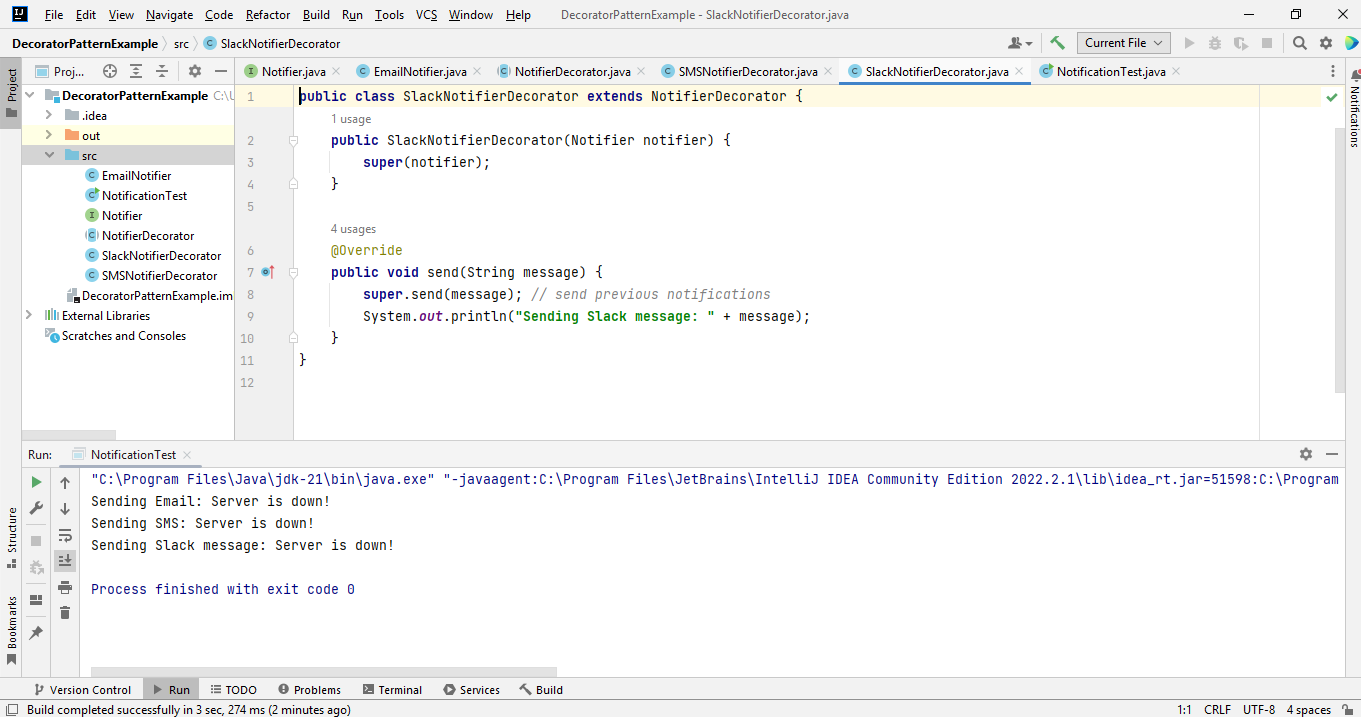 File Edit View Navigate Code Refactor Build Run Tools VCS Window Help DecoratorPatternExample - SlackNotifierDecorator.java
DecoratorPatternExample src SlackNotifierDecorator Current File
Project
Proj...
DecoratorPatternExample C:\U
.idea
out
src
EmailNotifier
NotificationTest
Notifier
NotifierDecorator
SlackNotifierDecorator
SMSNotifierDecorator
DecoratorPatternExample.im
External Libraries
Scratches and Consoles
Notifier.java EmailNotifier.java NotifierDecorator.java SMSNotifierDecorator.java SlackNotifierDecorator.java NotificationTest.java
1 public class SlackNotifierDecorator extends NotifierDecorator {
1 usage
2 public SlackNotifierDecorator(Notifier notifier) {
3 super(notifier);
4 }
5
4 usages
6 @Override
7 public void send(String message) {
8 super.send(message); // send previous notifications
9 System.out.println("Sending Slack message: " + message);
10 }
11 }
12
Notifications
Run: NotificationTest
"C:\Program Files\Java\jdk-21\bin\java.exe" "-javaagent:C:\Program Files\JetBrains\IntelliJ IDEA Community Edition 2022.2.1\lib\idea_rt.jar=51598:C:\Program
Sending Email: Server is down!
Sending SMS: Server is down!
Sending Slack message: Server is down!
Process finished with exit code 0
Structure
Bookmarks
Version Control Run TODO Problems Terminal Services Build
Build completed successfully in 3 sec, 274 ms (2 minutes ago) 1:1 CRLF UTF-8 4 spaces